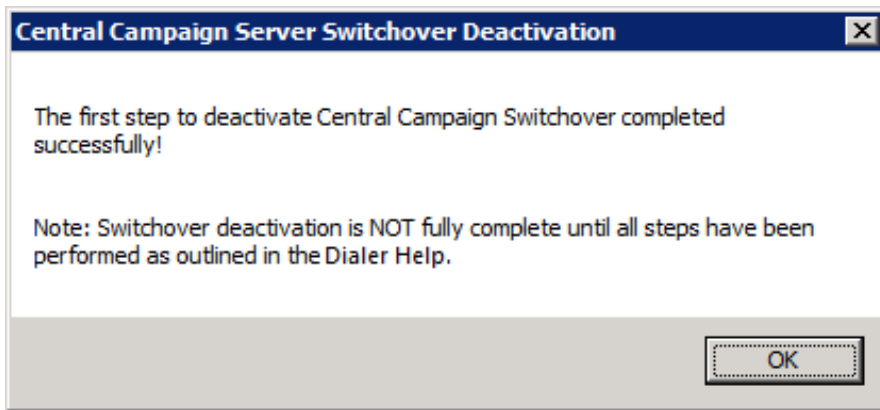 Central Campaign Server Switchover Deactivation
The first step to deactivate Central Campaign Switchover completed
successfully!
Note: Switchover deactivation is NOT fully complete until all steps have been
performed as outlined in the Dialer Help.
OK